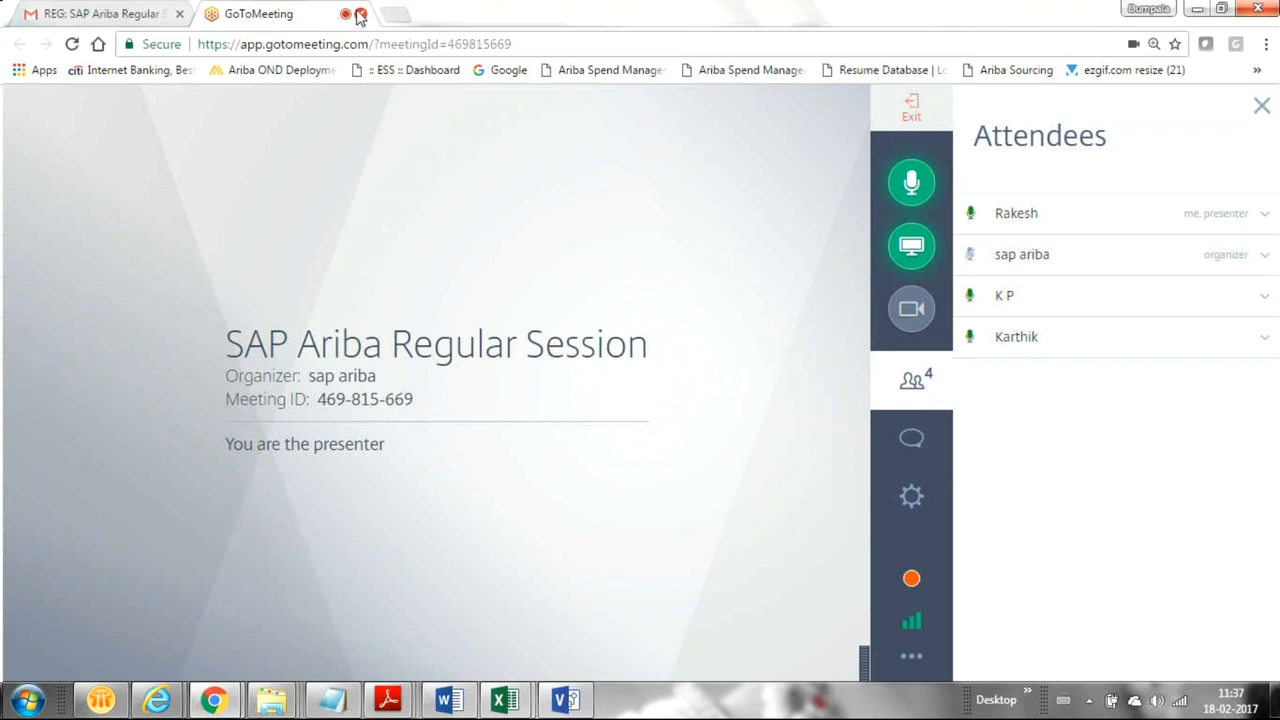 REG: SAP Ariba Regular S
GoToMeeting
Dumpala
Secure
https://app.gotomeeting.com/?meetingId=469815669
Apps
citi
Internet Banking, Bes
Ariba OND Deployme
:: ESS :: Dashboard
G
Google
Ariba Spend Manage
Ariba Spend Manage
Resume Database | Lo
Ariba Sourcing
ezgif.com resize (21)
»
Exit
Attendees
Rakesh
me, presenter
sap ariba
organizer
K P
Karthik
4
SAP Ariba Regular Session
Organizer: sap ariba
Meeting ID: 469-815-669
You are the presenter
Desktop
»
11:37
18-02-2017